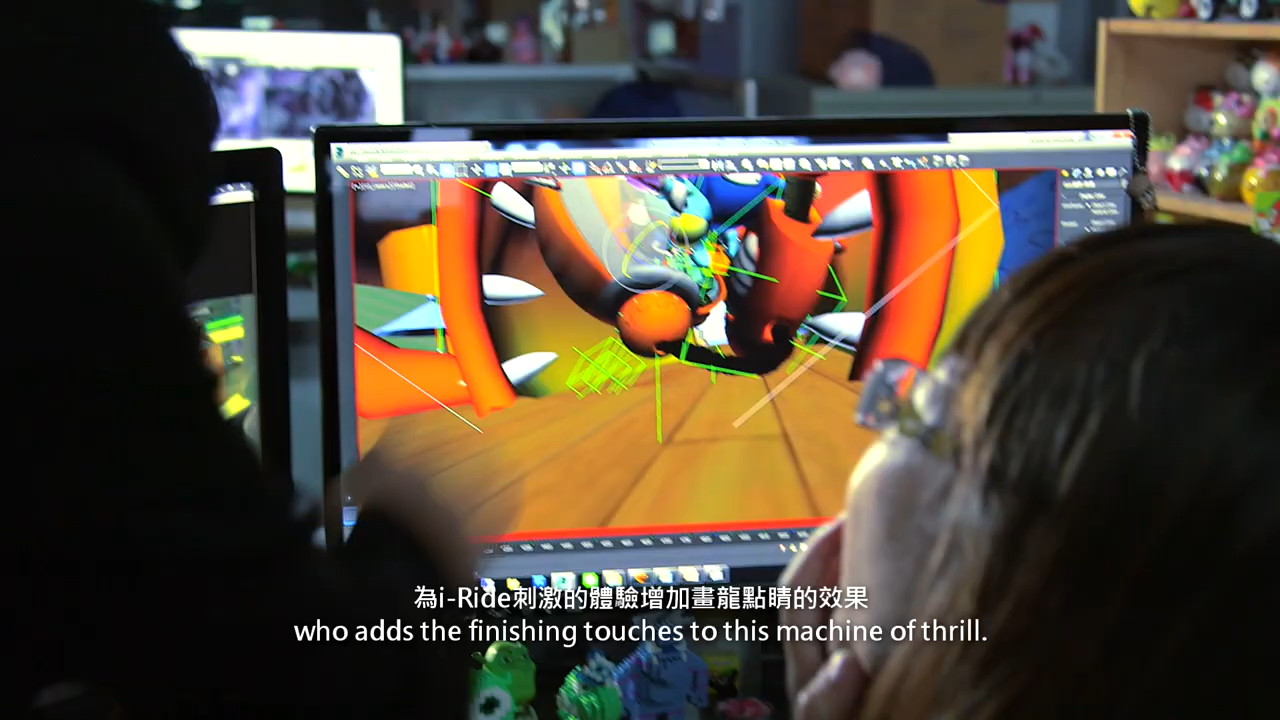 為i-Ride刺激的體驗增加畫龍點睛的效果
who adds the finishing touches to this machine of thrill.